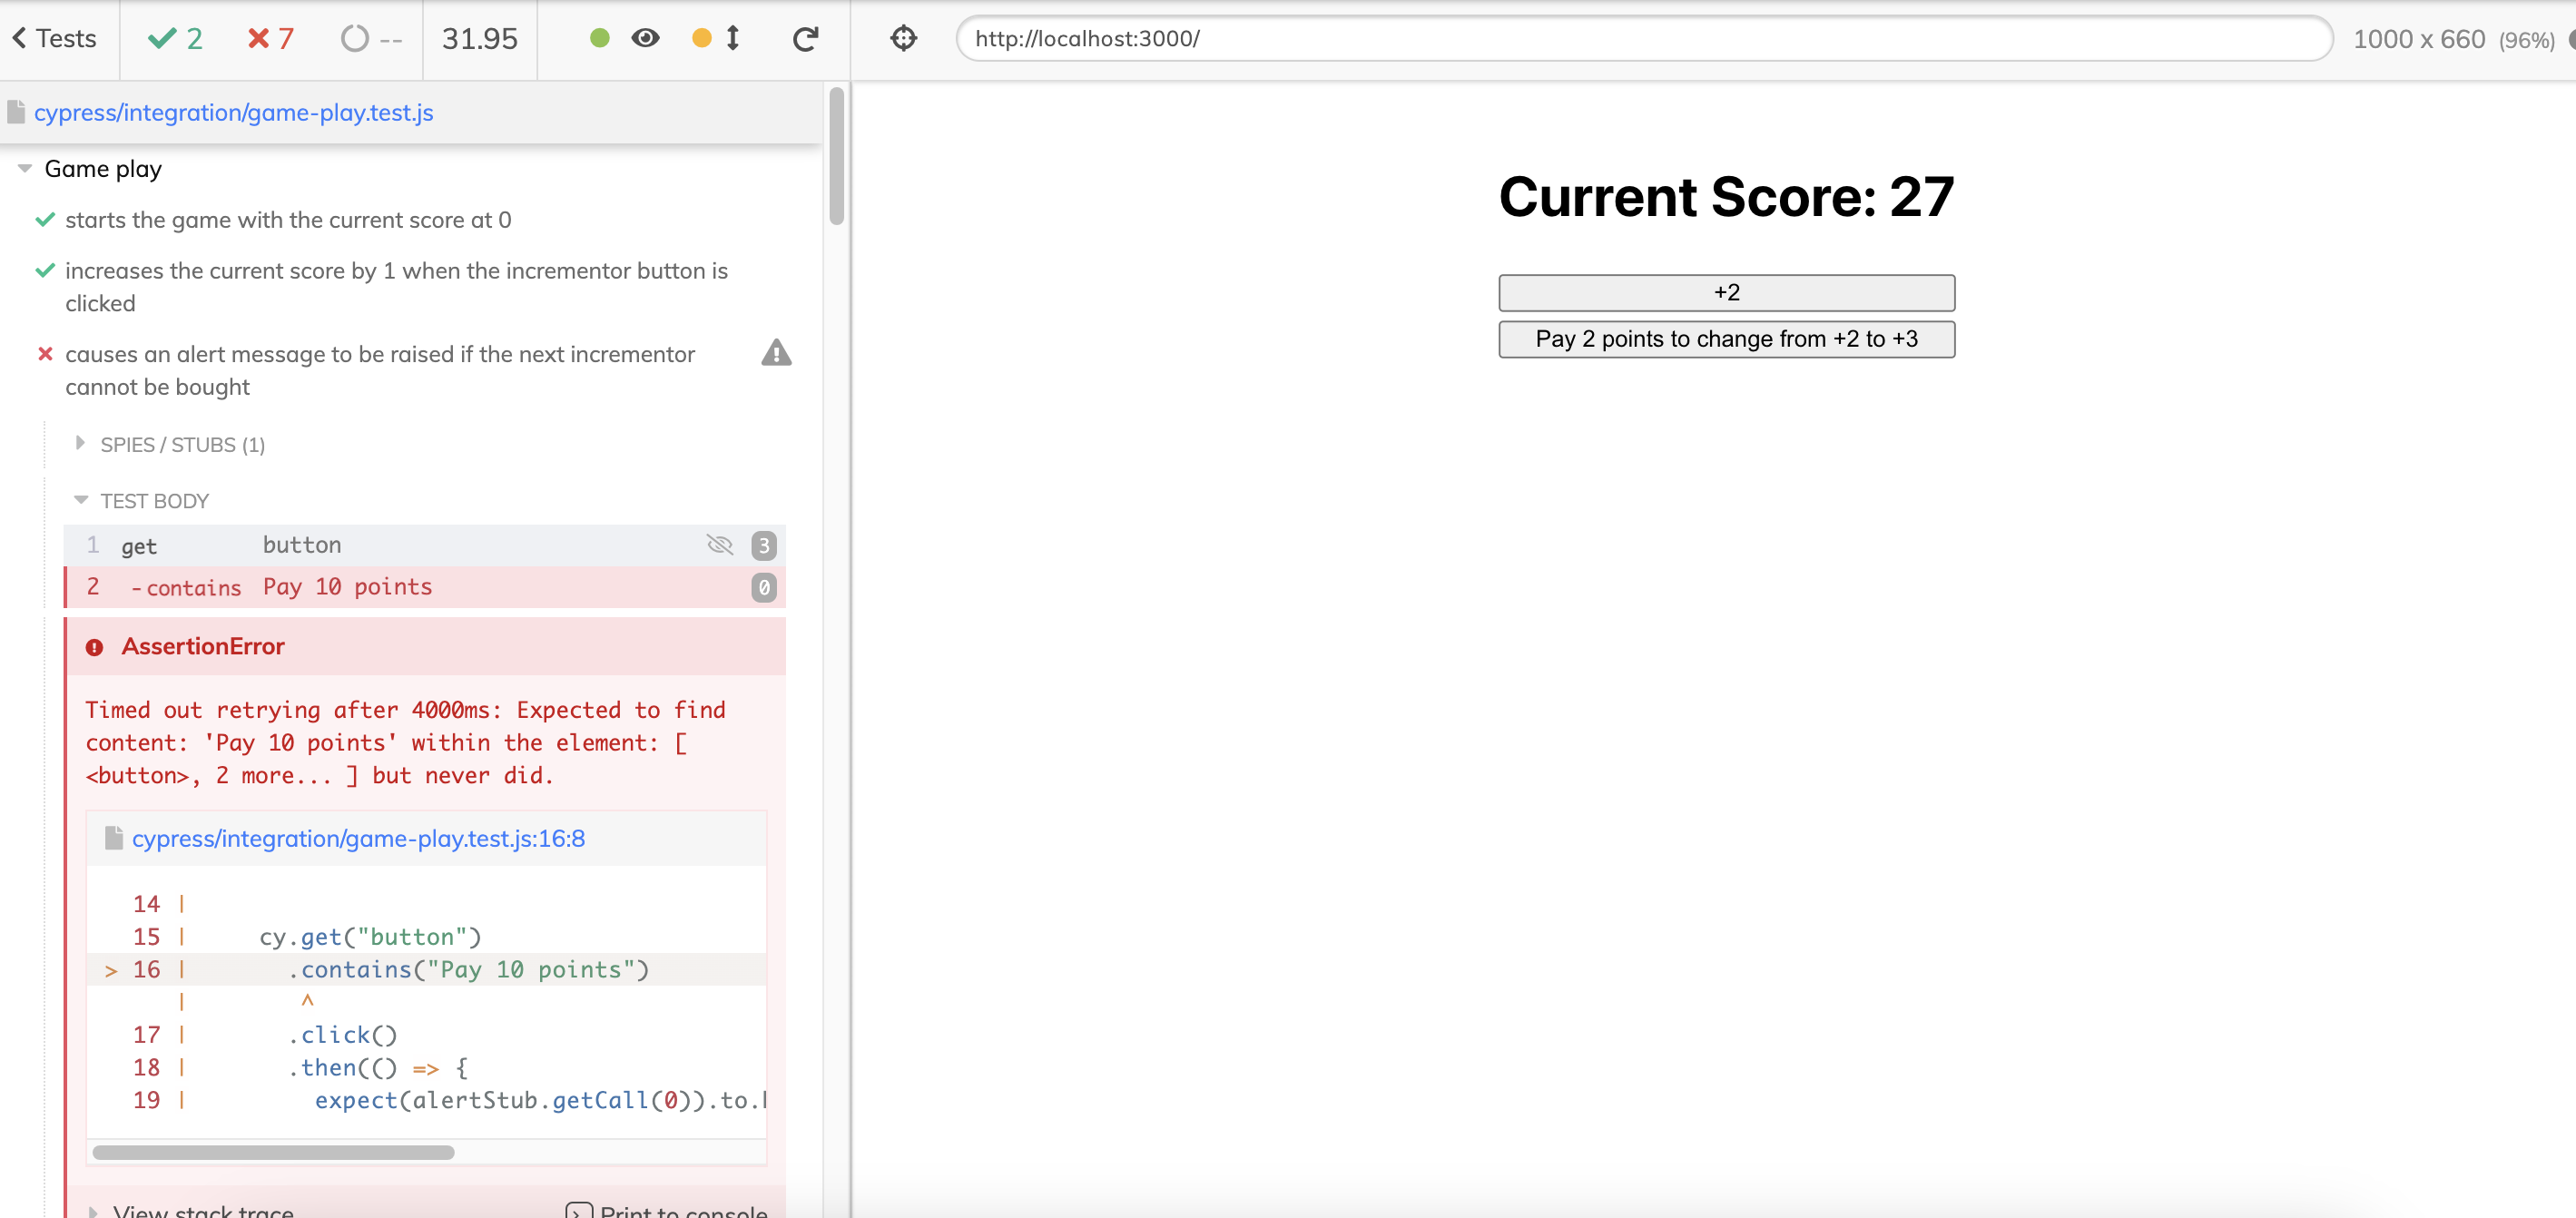 Tests 2 7 -- 31.95 http://localhost:3000/ 1000 x 660 (96%)
cypress/integration/game-play.test.js
Game play
starts the game with the current score at 0
increases the current score by 1 when the incrementor button is
clicked
causes an alert message to be raised if the next incrementor
cannot be bought
SPIES / STUBS (1)
TEST BODY
1 get button 3
2 -contains Pay 10 points 0
AssertionError
Timed out retrying after 4000ms: Expected to find
content: 'Pay 10 points' within the element: [
<button>, 2 more... ] but never did.
cypress/integration/game-play.test.js:16:8
14 |
15 | cy.get("button")
> 16 | .contains("Pay 10 points")
| ^
17 | .click()
18 | .then(() => {
19 | expect(alertStub.getCall(0)).to.
View stack trace Print to console
Current Score: 27
+2
Pay 2 points to change from +2 to +3